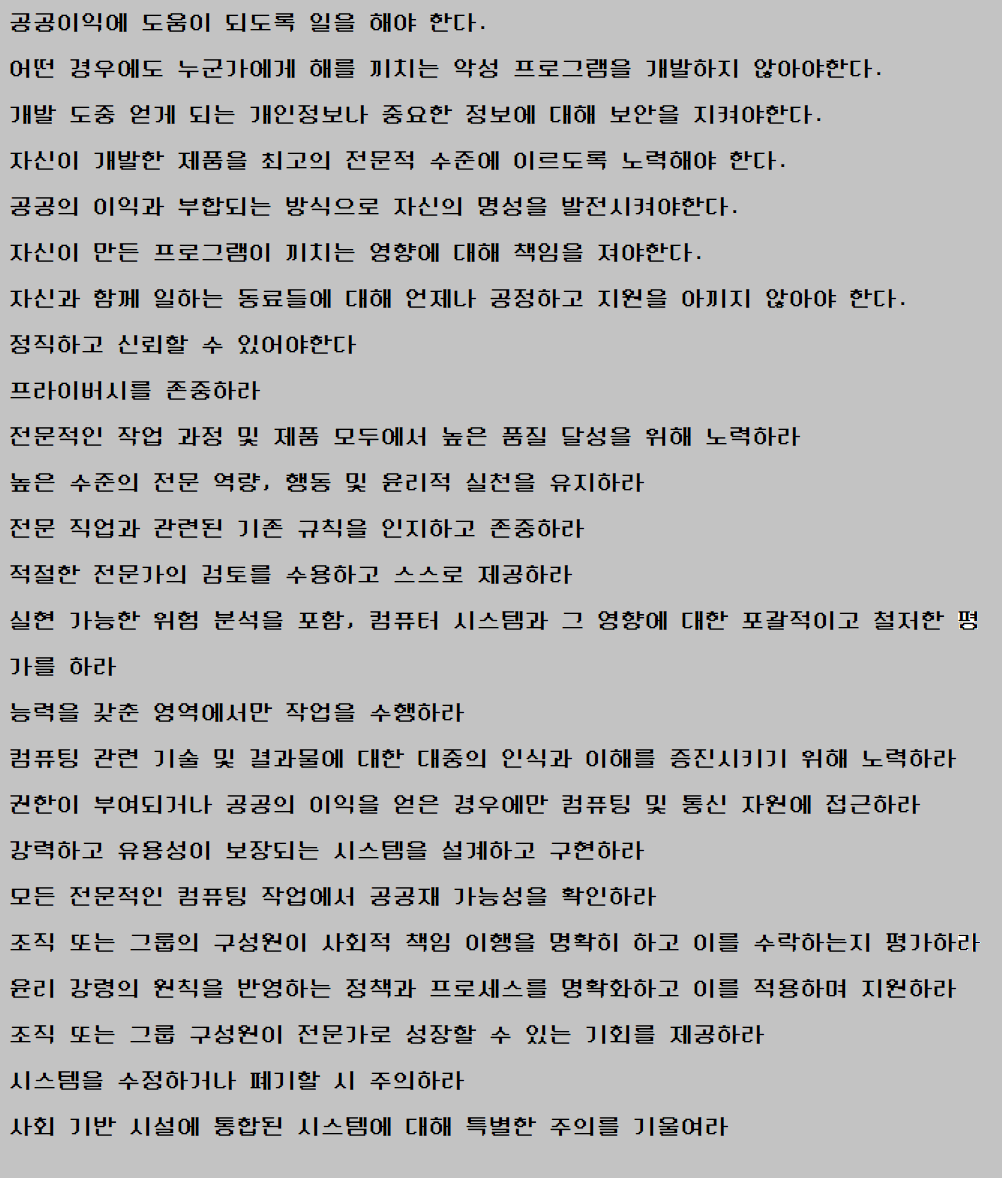 공공이익에 도움이 되도록 일을 해야 한다.
어떤 경우에도 누군가에게 해를 끼치는 악성 프로그램을 개발하지 않아야한다.
개발 도중 얻게 되는 개인정보나 중요한 정보에 대해 보안을 지켜야한다.
자신이 개발한 제품을 최고의 전문적 수준에 이르도록 노력해야 한다.
공공의 이익과 부합되는 방식으로 자신의 명성을 발전시켜야한다.
자신이 만든 프로그램이 끼치는 영향에 대해 책임을 져야한다.
자신과 함께 일하는 동료들에 대해 언제나 공정하고 지원을 아끼지 않아야 한다.
정직하고 신뢰할 수 있어야한다
프라이버시를 존중하라
전문적인 작업 과정 및 제품 모두에서 높은 품질 달성을 위해 노력하라
높은 수준의 전문 역량, 행동 및 윤리적 실천을 유지하라
전문 직업과 관련된 기존 규칙을 인지하고 존중하라
적절한 전문가의 검토를 수용하고 스스로 제공하라
실현 가능한 위험 분석을 포함, 컴퓨터 시스템과 그 영향에 대한 포괄적이고 철저한 평
가를 하라
능력을 갖춘 영역에서만 작업을 수행하라
컴퓨팅 관련 기술 및 결과물에 대한 대중의 인식과 이해를 증진시키기 위해 노력하라
권한이 부여되거나 공공의 이익을 얻은 경우에만 컴퓨팅 및 통신 자원에 접근하라
강력하고 유용성이 보장되는 시스템을 설계하고 구현하라
모든 전문적인 컴퓨팅 작업에서 공공재 가능성을 확인하라
조직 또는 그룹의 구성원이 사회적 책임 이행을 명확히 하고 이를 수락하는지 평가하라
윤리 강령의 원칙을 반영하는 정책과 프로세스를 명확화하고 이를 적용하며 지원하라
조직 또는 그룹 구성원이 전문가로 성장할 수 있는 기회를 제공하라
시스템을 수정하거나 폐기할 시 주의하라
사회 기반 시설에 통합된 시스템에 대해 특별한 주의를 기울여라